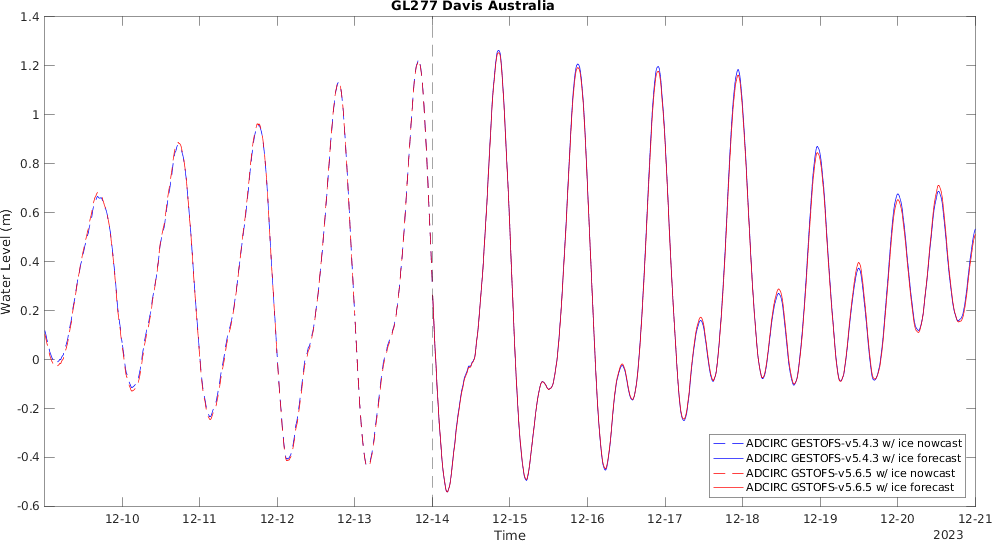 GL277 Davis Australia
1.4
1.2
1
0.8
0.6
0.4
0.2
0
-0.2
-0.4
-0.6
Water Level (m)
ADCIRC GESTOFS-v5.4.3 w/ ice nowcast
ADCIRC GESTOFS-v5.4.3 w/ ice forecast
ADCIRC GSTOFS-v5.6.5 w/ ice nowcast
ADCIRC GSTOFS-v5.6.5 w/ ice forecast
12-10 12-11 12-12 12-13 12-14 12-15 12-16 12-17 12-18 12-19 12-20 12-21
Time
2023